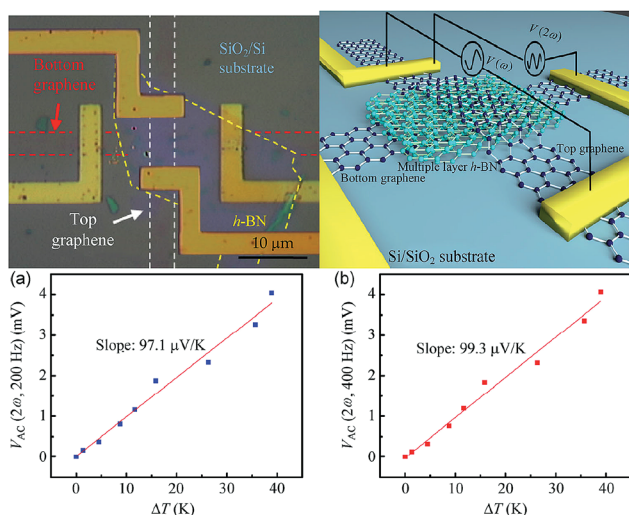 Bottom
graphene
SiO2/Si
substrate
Top
graphene
h-BN
10 μm
V(2ω)
V(ω)
Top graphene
Multiple layer h-BN
Bottom graphene
Si/SiO2 substrate
(a)
Slope: 97.1 μV/K
VAC (2ω, 200 Hz) (mV)
4
3
2
1
0
0 10 20 30 40
ΔT (K)
(b)
Slope: 99.3 μV/K
VAC (2ω, 400 Hz) (mV)
4
3
2
1
0
0 10 20 30 40
ΔT (K)